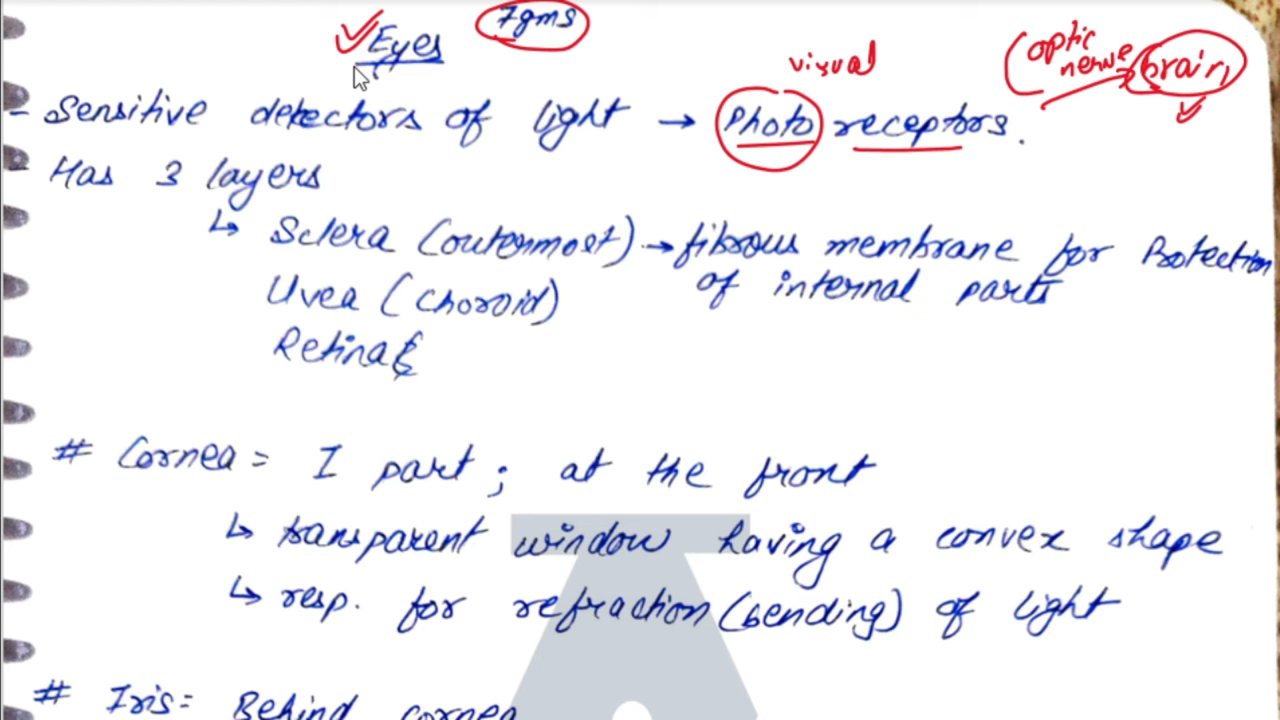 Eyes 7gms
visual (optic nerve brain)
- Sensitive detectors of light → Photo receptors.
- Has 3 layers
↳ Sclera (outermost) → fibrous membrane for Protection
of internal parts
Uvea (Choroid)
Retina
# Cornea = I part ; at the front
↳ transparent window having a convex shape
↳ resp. for refraction (bending) of light
# Iris = Behind cornea